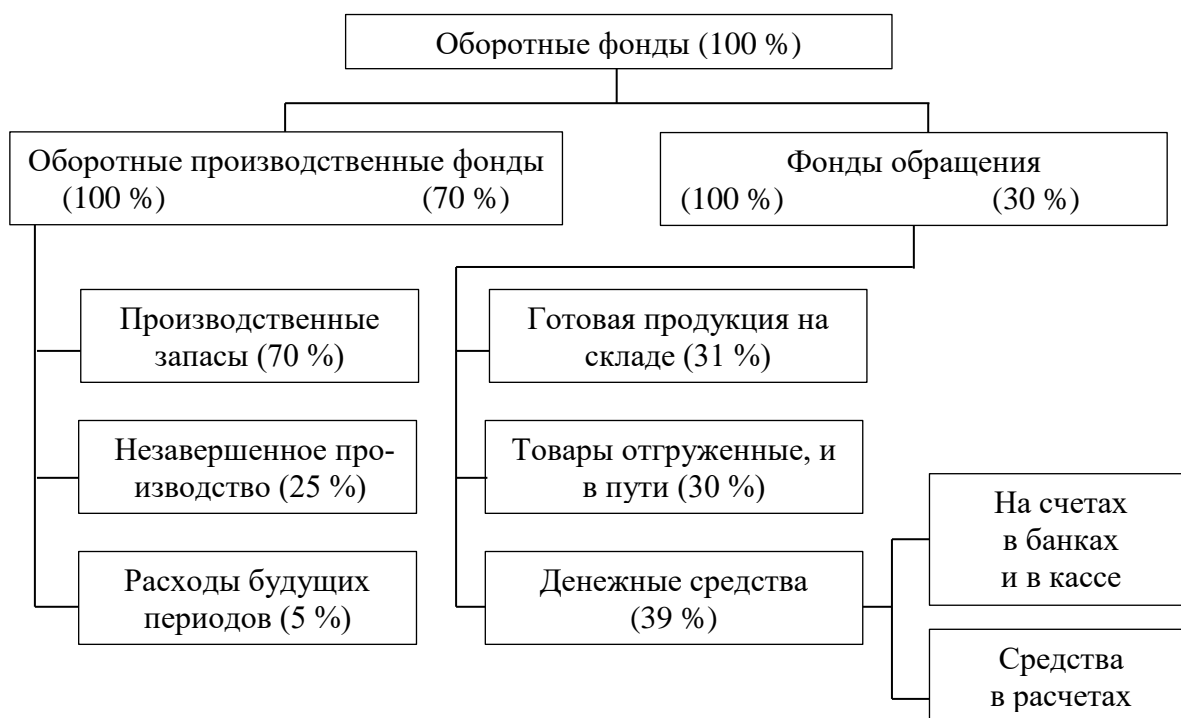 Оборотные фонды (100 %)
Оборотные производственные фонды
(100 %) (70 %)
Фонды обращения
(100 %) (30 %)
Производственные
запасы (70 %)
Готовая продукция на
складе (31 %)
Незавершенное про-
изводство (25 %)
Товары отгруженные, и
в пути (30 %)
На счетах
в банках
и в кассе
Расходы будущих
периодов (5 %)
Денежные средства
(39 %)
Средства
в расчетах